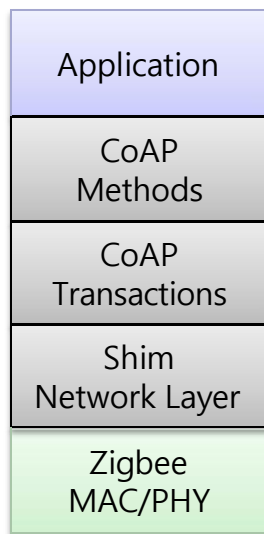 Application
CoAP
Methods
CoAP
Transactions
Shim
Network Layer
Zigbee
MAC/PHY